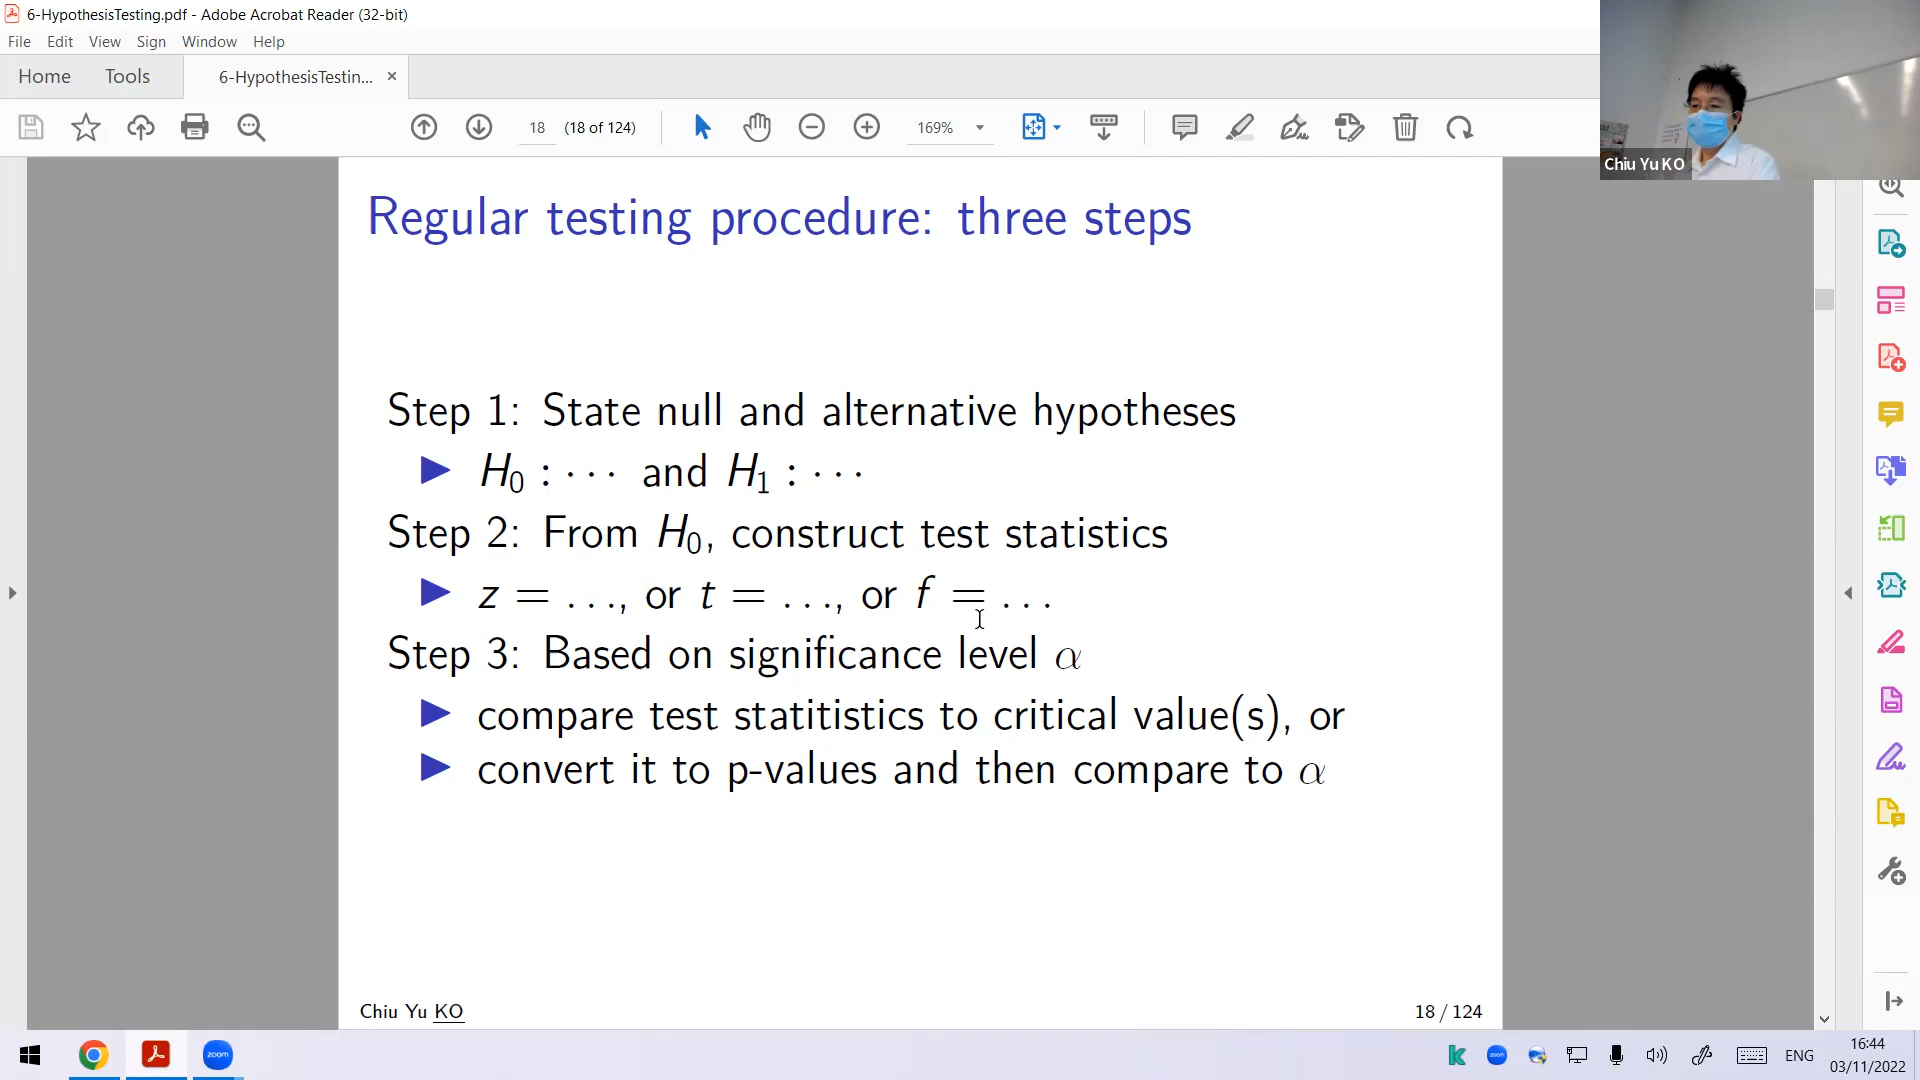 6-HypothesisTesting.pdf - Adobe Acrobat Reader (32-bit)
File Edit View Sign Window Help
Home Tools 6-HypothesisTestin... ×
18 (18 of 124) 169%
Chiu Yu KO
Regular testing procedure: three steps
Step 1: State null and alternative hypotheses
▶ H₀ : · · · and H₁ : · · ·
Step 2: From H₀, construct test statistics
▶ z = . . ., or t = . . ., or f = . . .
Step 3: Based on significance level α
▶ compare test statitistics to critical value(s), or
▶ convert it to p-values and then compare to α
Chiu Yu KO 18 / 124
zoom
zoom
ENG
16:44
03/11/2022